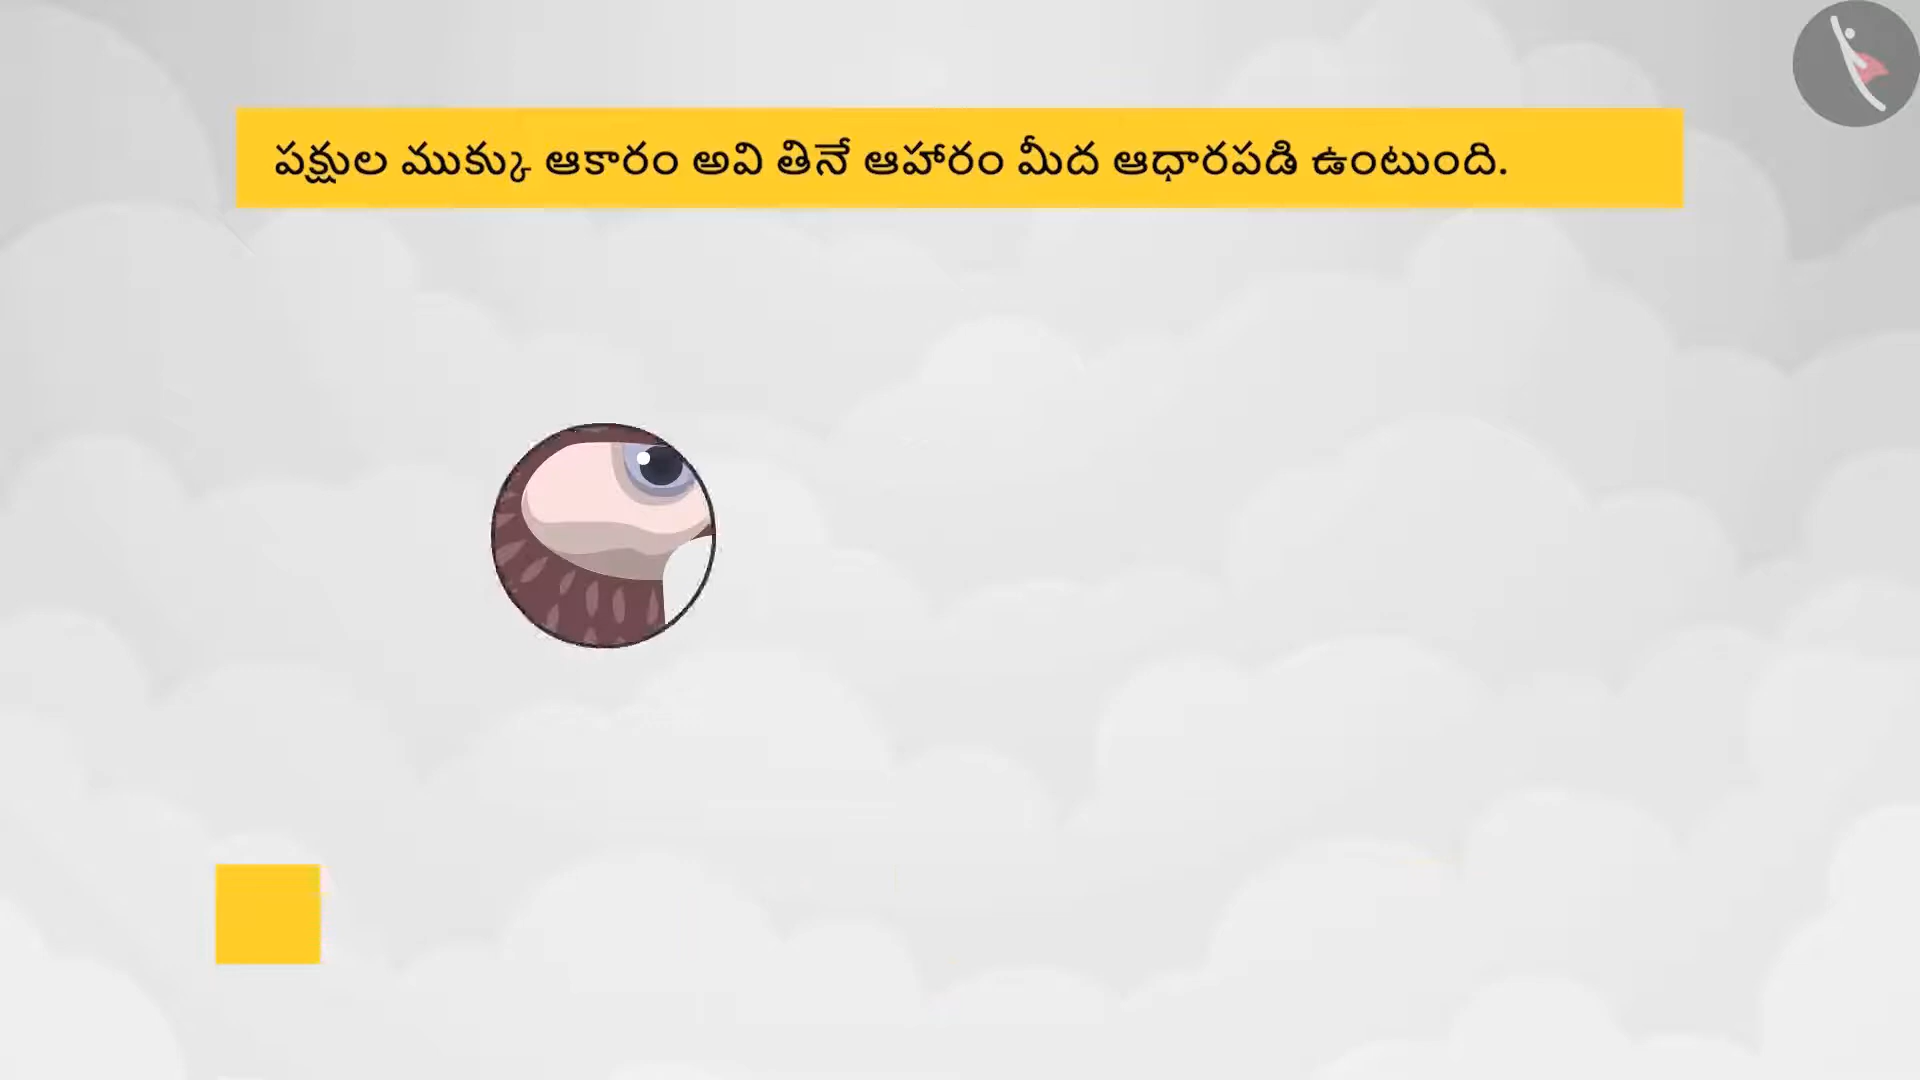 పక్షుల ముక్కు ఆకారం అవి తినే ఆహారం మీద ఆధారపడి ఉంటుంది.